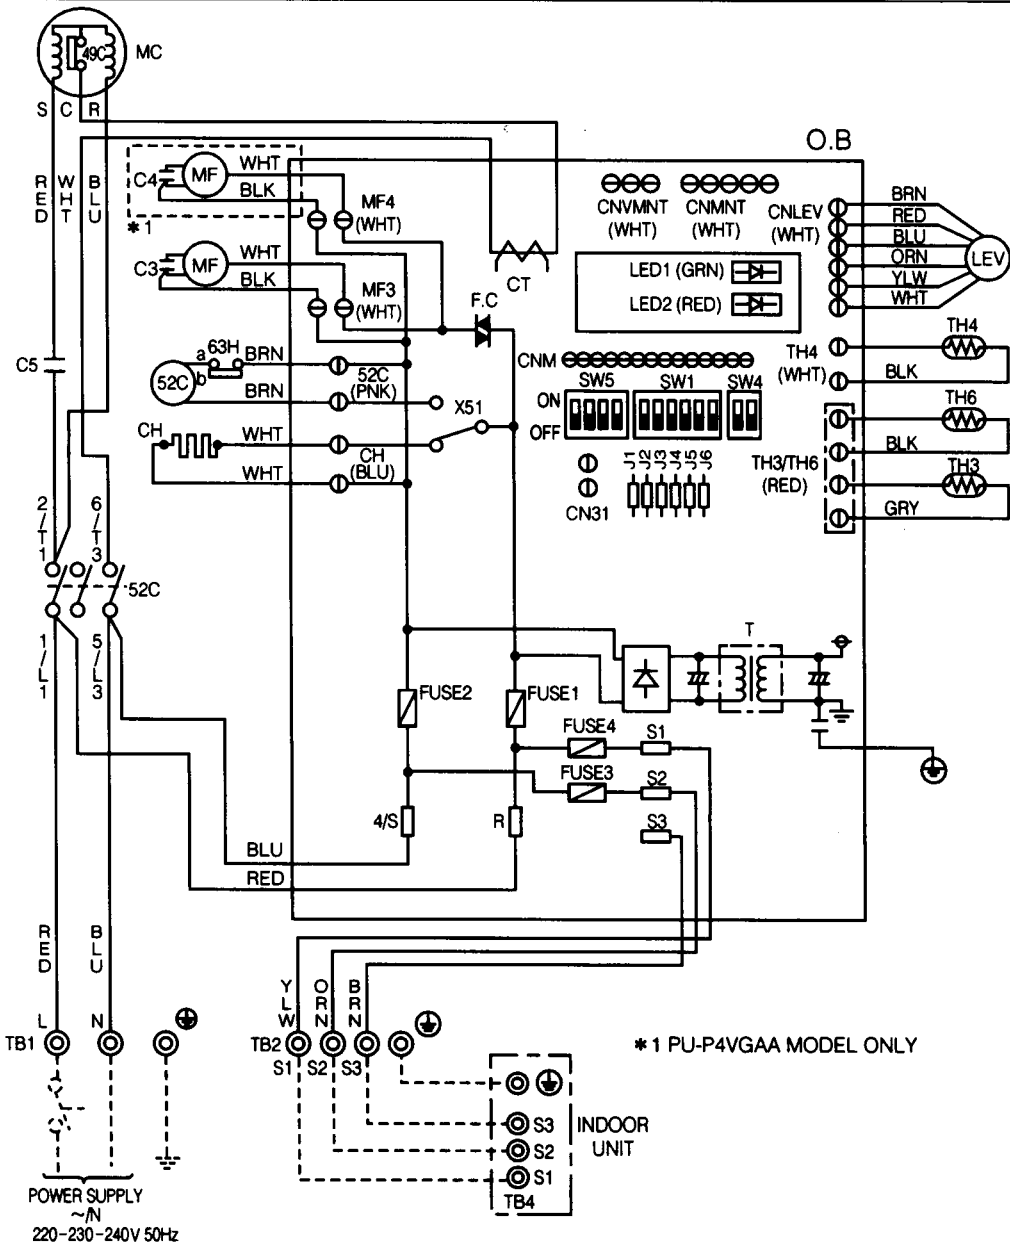 MC
49C
S C R
RED
WHT
BLU
O.B
C4
MF
WHT
BLK
MF4
(WHT)
*1
C3
MF
WHT
BLK
MF3
(WHT)
CT
F.C
CNVMNT
(WHT)
CNMNT
(WHT)
CNLEV
(WHT)
BRN
RED
BLU
ORN
YLW
WHT
LEV
LED1 (GRN)
LED2 (RED)
C5
52C
a
b
63H
BRN
BRN
52C
(PNK)
X51
CNM
SW5
SW1
SW4
ON
OFF
TH4
(WHT)
TH4
BLK
TH6
BLK
TH3/TH6
(RED)
TH3
GRY
CH
WHT
WHT
CH
(BLU)
CN31
J1
J2
J3
J4
J5
J6
2/T1
6/T3
52C
1/L1
5/L3
T
FUSE2
FUSE1
FUSE4
S1
FUSE3
S2
S3
4/S
R
BLU
RED
RED
BLU
YLW
ORN
BRN
L
N
TB1
TB2
S1
S2
S3
*1 PU-P4VGAA MODEL ONLY
S3
S2
S1
TB4
INDOOR
UNIT
POWER SUPPLY
~/N
220-230-240V 50Hz